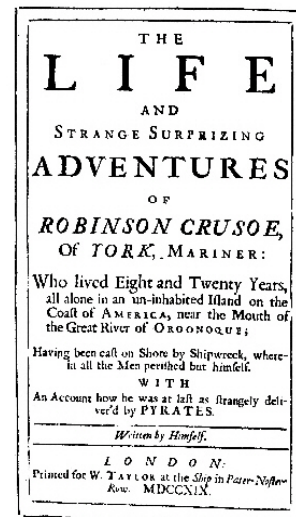 THE
LIFE
AND
STRANGE SURPRIZING
ADVENTURES
OF
ROBINSON CRUSOE,
Of YORK, MARINER:
Who lived Eight and Twenty Years,
all alone in an un-inhabited Island on the
Coast of AMERICA, near the Mouth of
the Great River of OROONOQUE;
Having been cast on Shore by Shipwreck, where-
in all the Men perished but himself.
WITH
An Account how he was at last as strangely deli-
ver'd by PYRATES.
Written by Himself.
LONDON:
Printed for W. TAYLOR at the Ship in Pater-Noster-
Row. MDCCXIX.